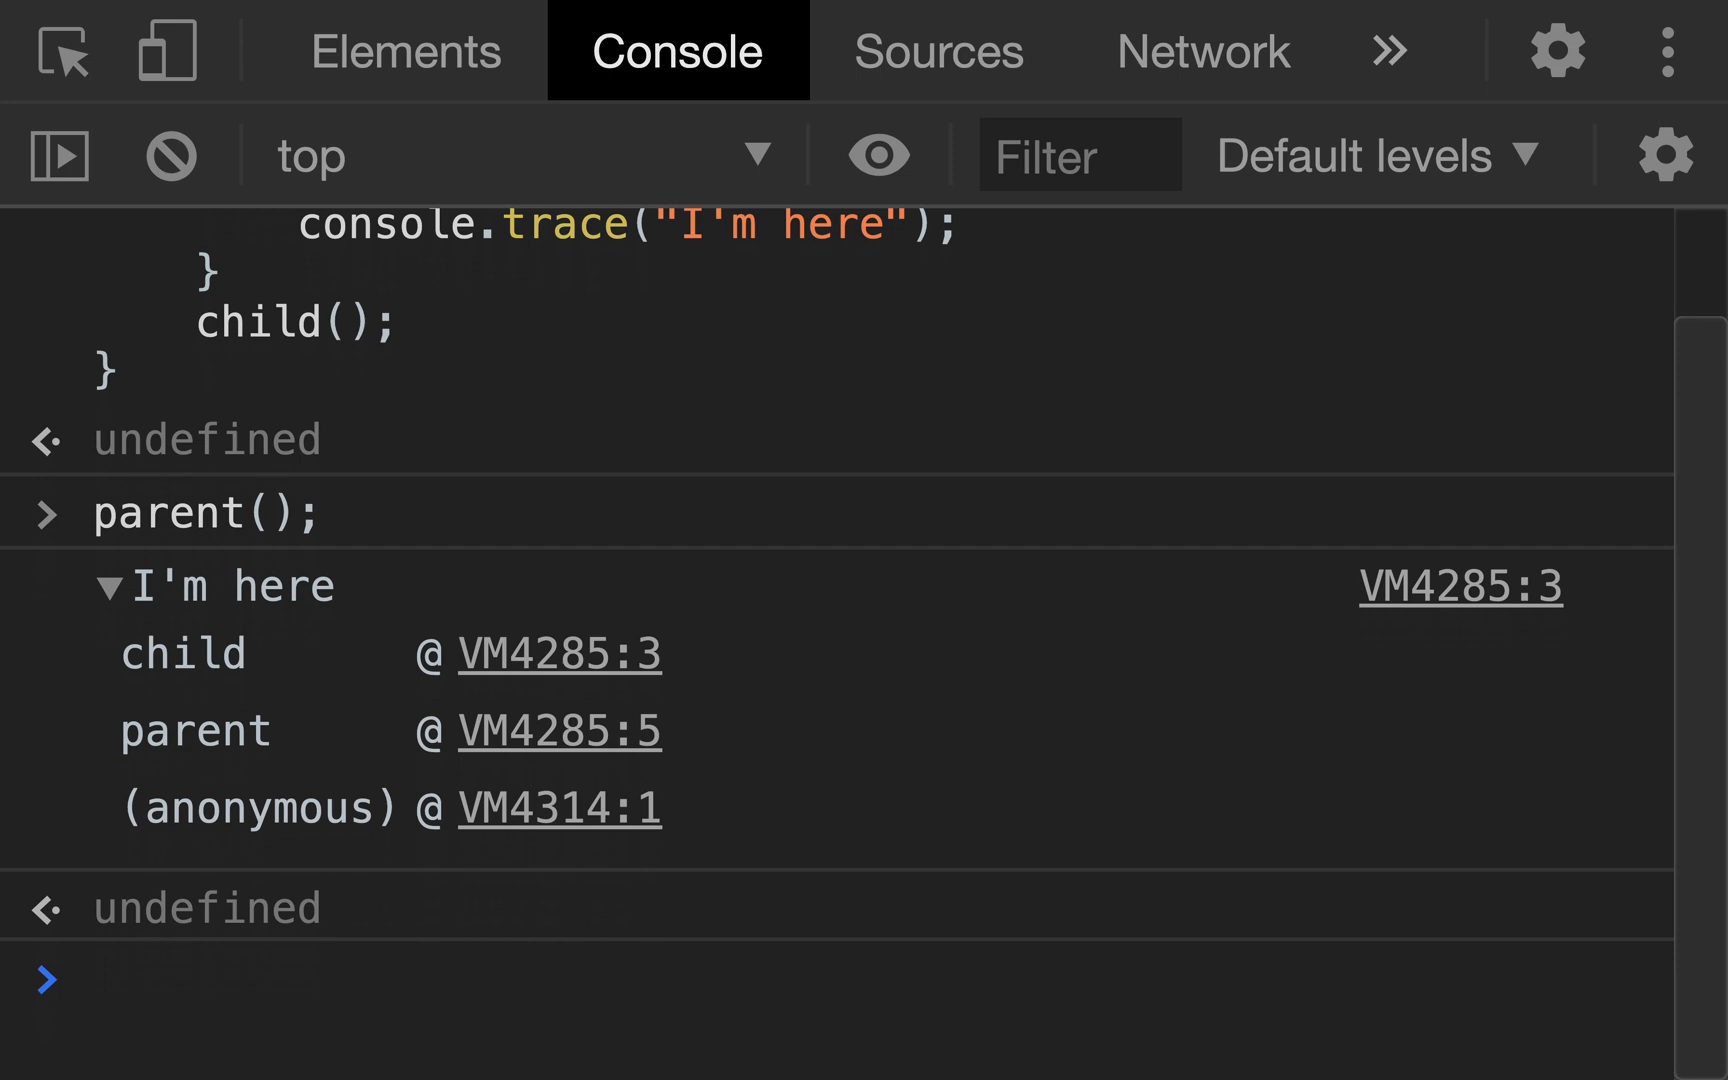 Elements Console Sources Network
top Filter Default levels
console.trace("I'm here");
}
child();
}
undefined
parent();
I'm here VM4285:3
child @ VM4285:3
parent @ VM4285:5
(anonymous) @ VM4314:1
undefined